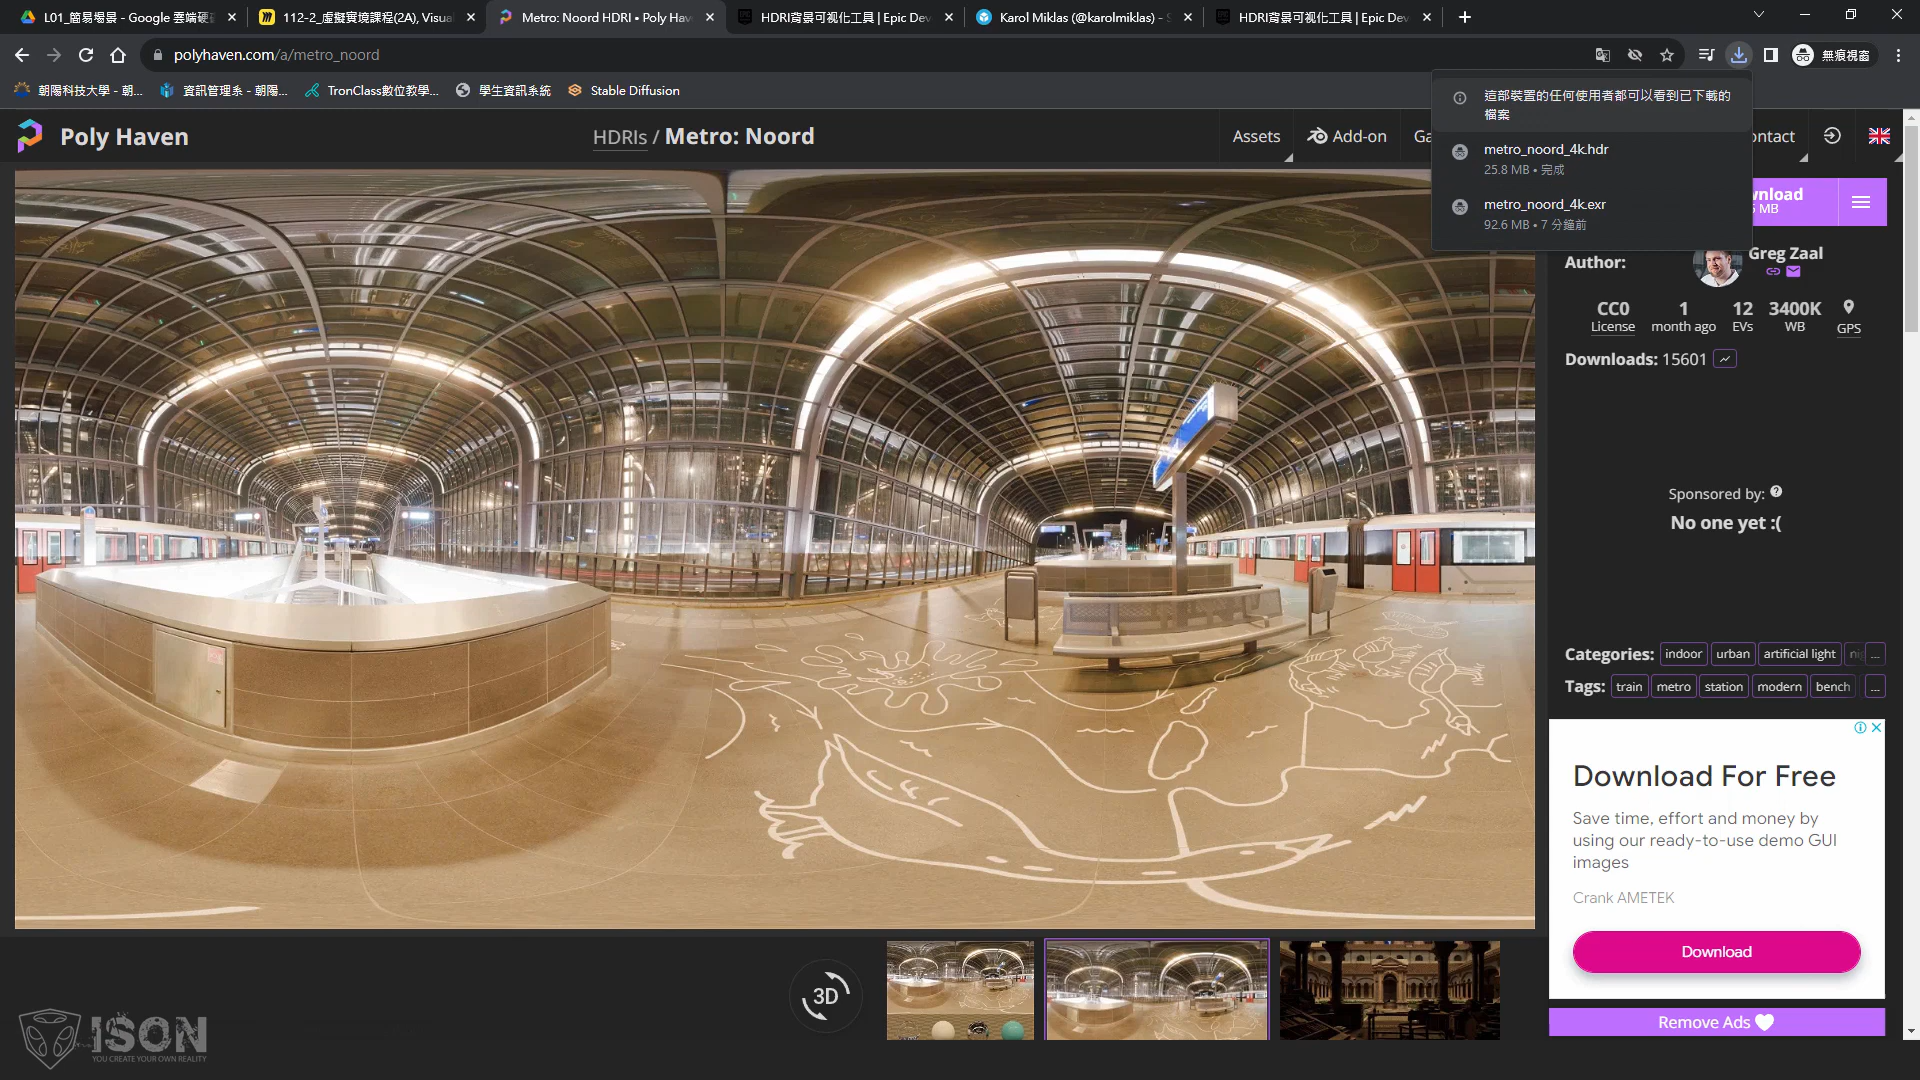 L01_簡易場景 - Google 雲端硬
112-2_虛擬實境課程(2A), Visual
Metro: Noord HDRI • Poly Hav
HDRI背景可视化工具 | Epic Dev
Karol Miklas (@karolmiklas) - S
HDRI背景可视化工具 | Epic Dev
polyhaven.com/a/metro_noord
無痕視窗
朝陽科技大學 - 朝...
資訊管理系 - 朝陽...
TronClass數位教學...
學生資訊系統
Stable Diffusion
這部裝置的任何使用者都可以看到已下載的
檔案
metro_noord_4k.hdr
25.8 MB • 完成
metro_noord_4k.exr
92.6 MB • 7 分鐘前
Poly Haven
HDRIs / Metro: Noord
Assets
Add-on
Ga
ontact
wnload
MB
Author:
Greg Zaal
CC0
License
1
month ago
12
EVs
3400K
WB
GPS
Downloads: 15601
Sponsored by:
No one yet :(
Categories: indoor urban artificial light ni ...
Tags: train metro station modern bench ...
Download For Free
Save time, effort and money by
using our ready-to-use demo GUI
images
Crank AMETEK
Download
Remove Ads
3D
ISON
YOU CREATE YOUR OWN REALITY